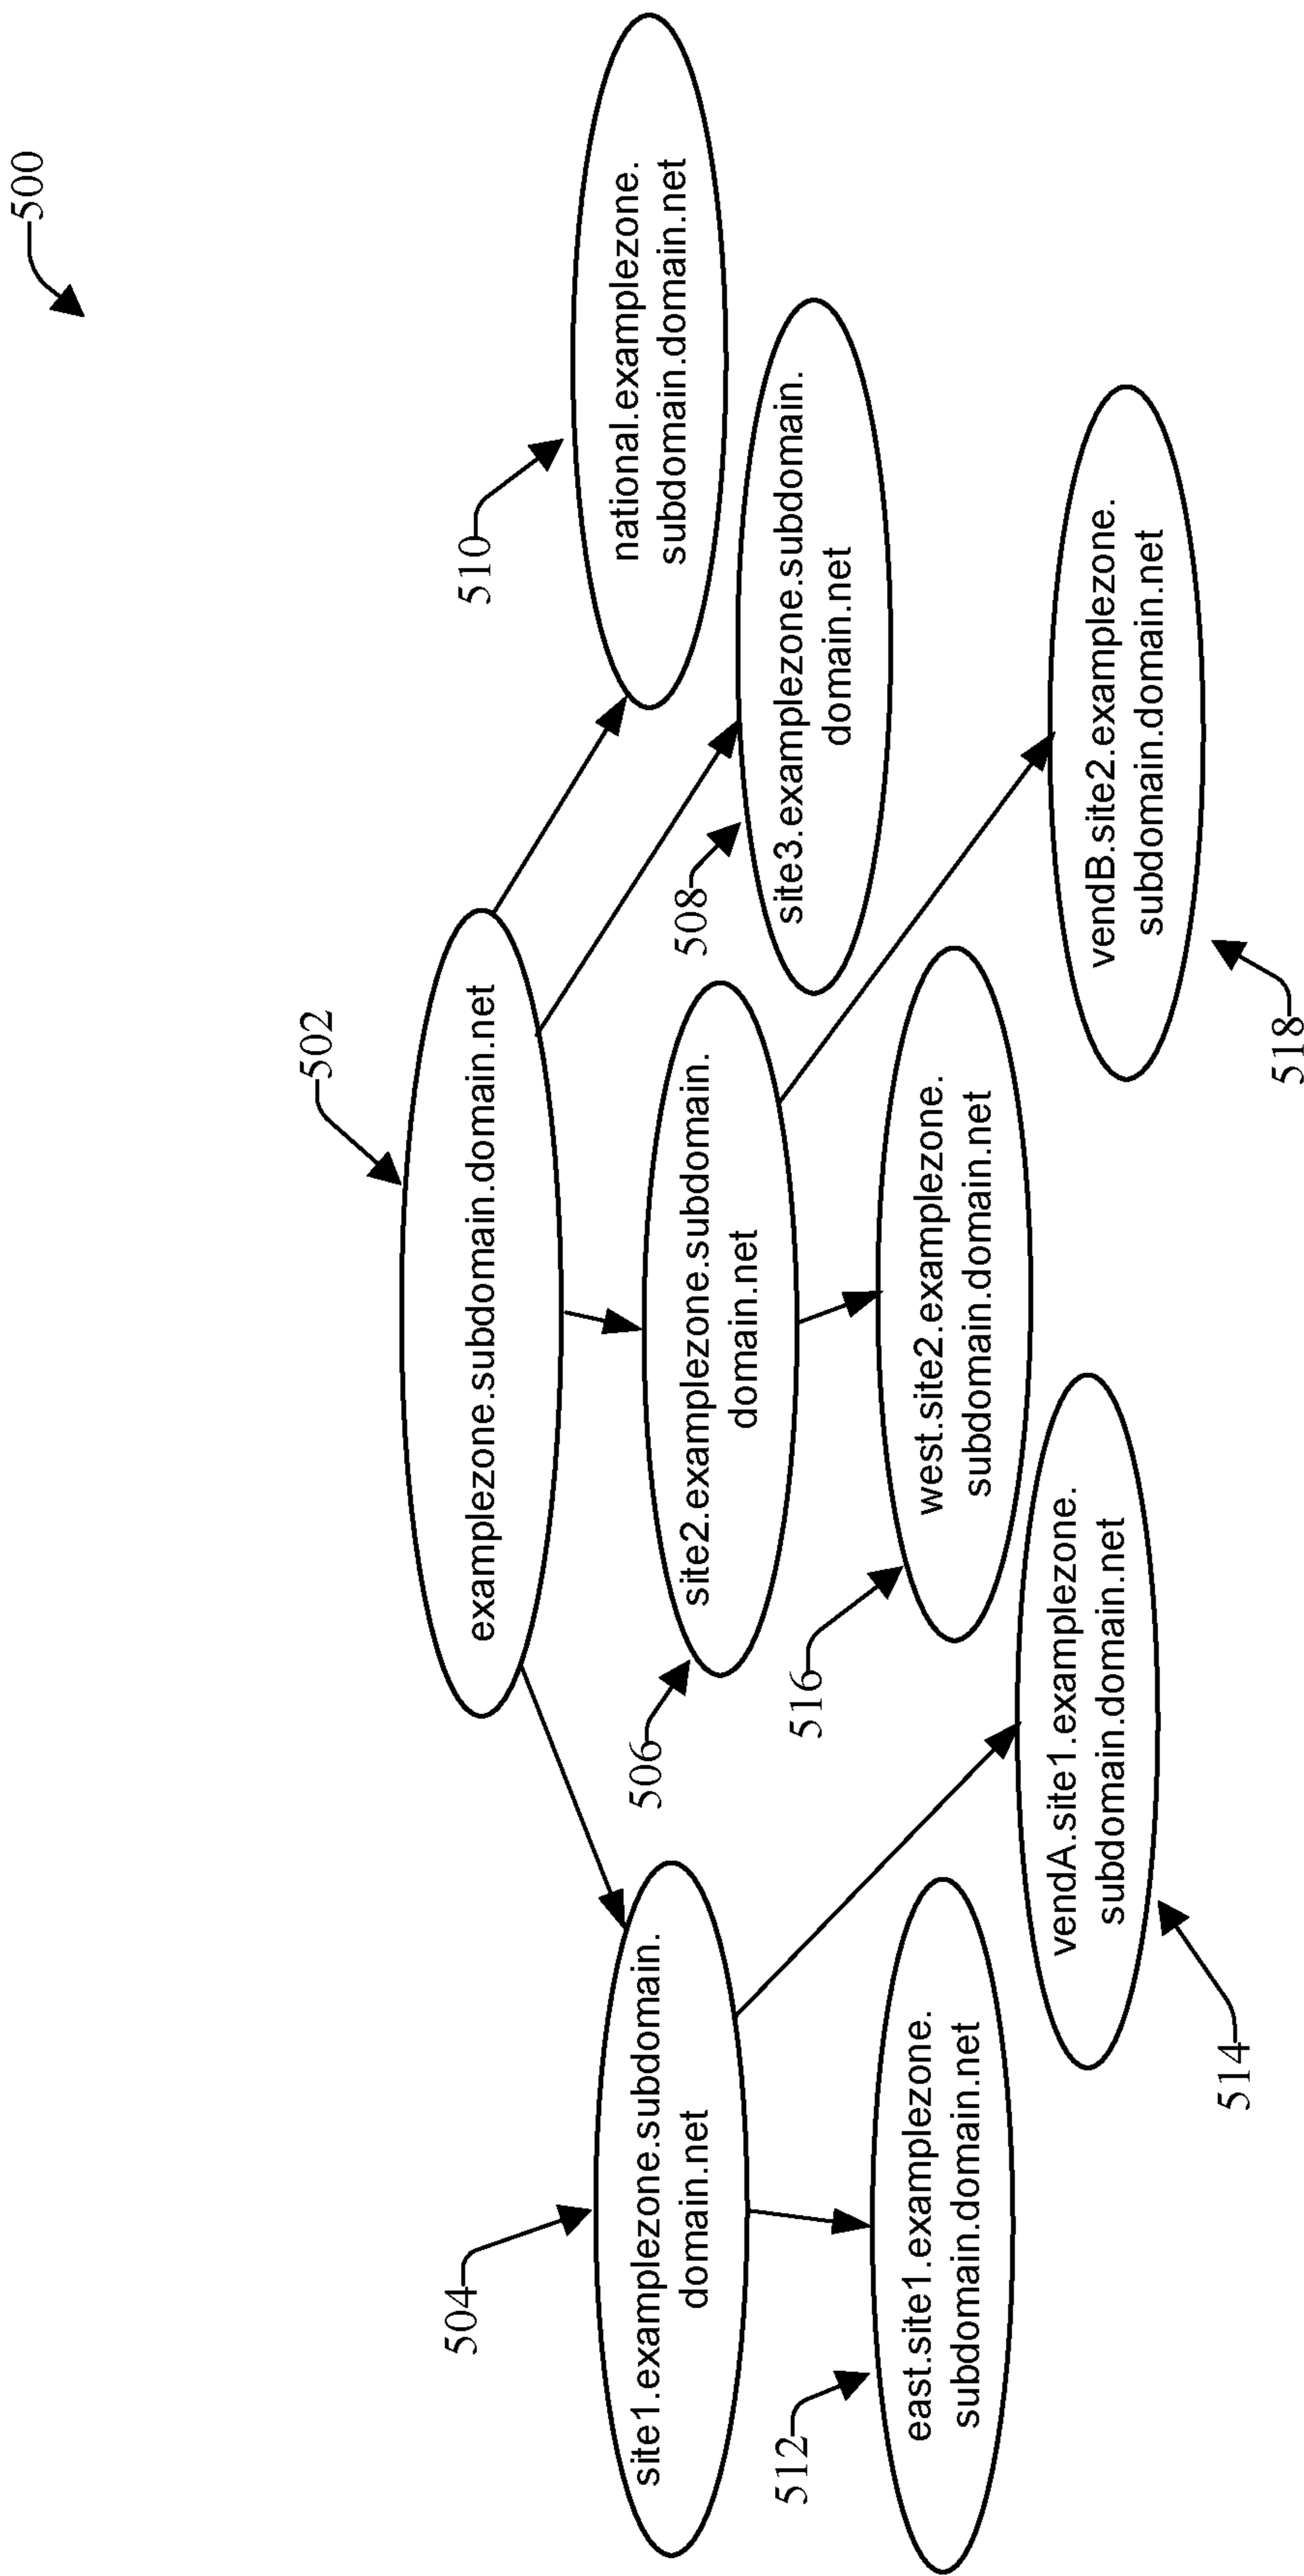 500
502
examplezone.subdomain.domain.net
504
site1.examplezone.subdomain.
domain.net
506
site2.examplezone.subdomain.
domain.net
508
site3.examplezone.subdomain.
domain.net
510
national.examplezone.
subdomain.domain.net
512
east.site1.examplezone.
subdomain.domain.net
514
vendA.site1.examplezone.
subdomain.domain.net
516
west.site2.examplezone.
subdomain.domain.net
518
vendB.site2.examplezone.
subdomain.domain.net